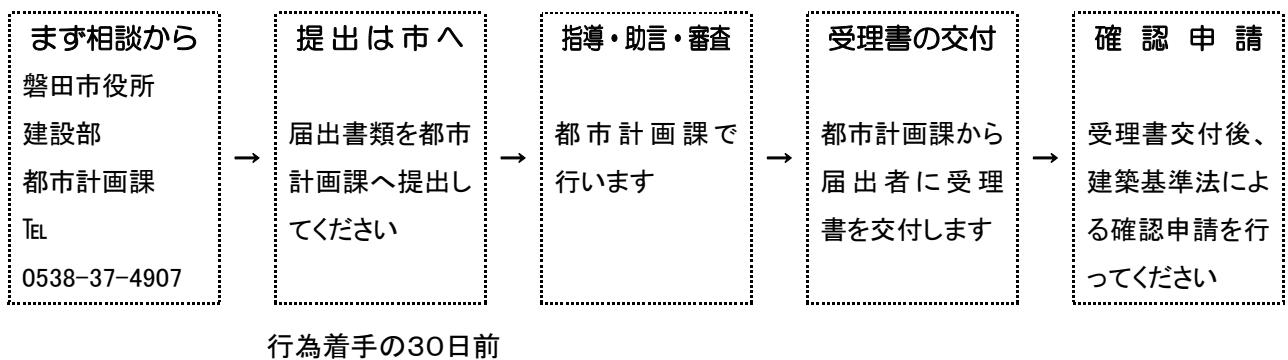 まず相談から
磐田市役所
建設部
都市計画課
℡
0538-37-4907
→
提出は市へ
届出書類を都市
計画課へ提出し
てください
→
指導・助言・審査
都市計画課で
行います
→
受理書の交付
都市計画課から
届出者に受理
書を交付します
→
確認申請
受理書交付後、
建築基準法によ
る確認申請を行
ってください
行為着手の30日前